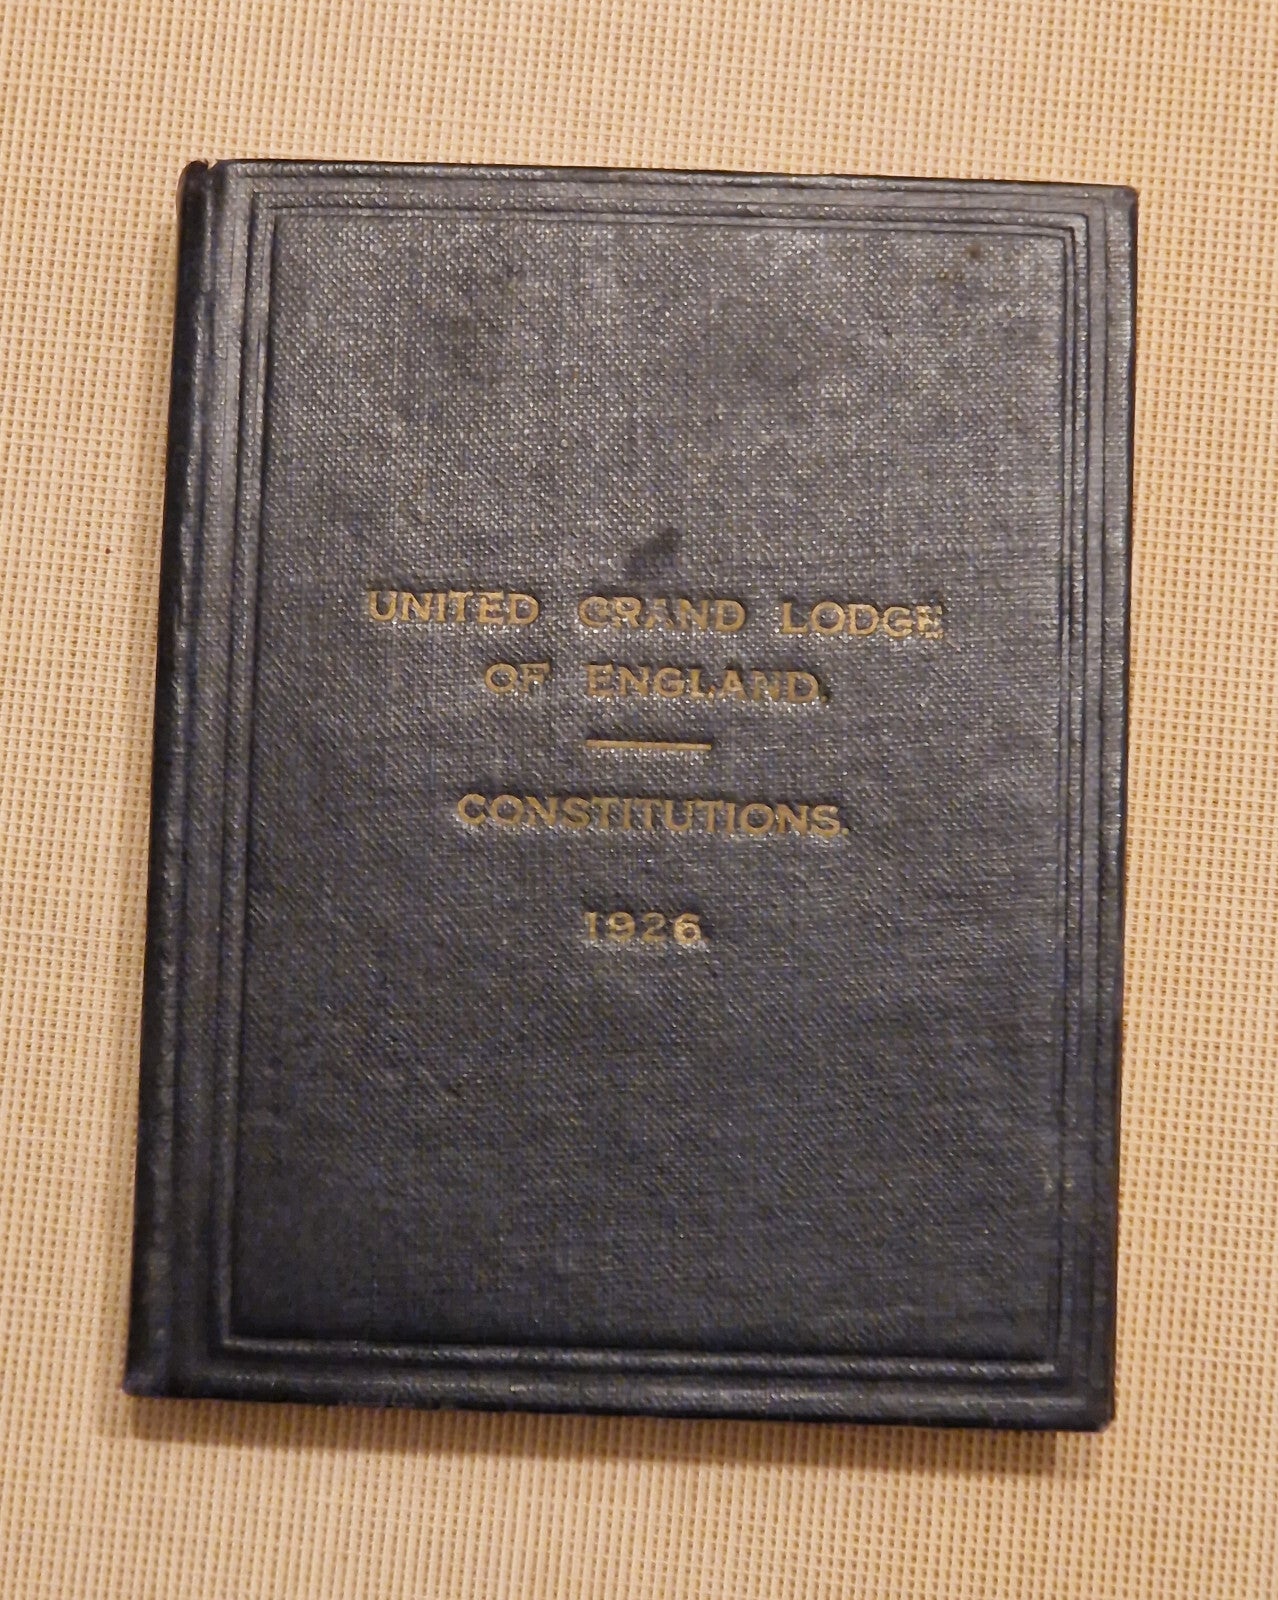 UNITED GRAND LODGE
OF ENGLAND.
CONSTITUTIONS.
1926